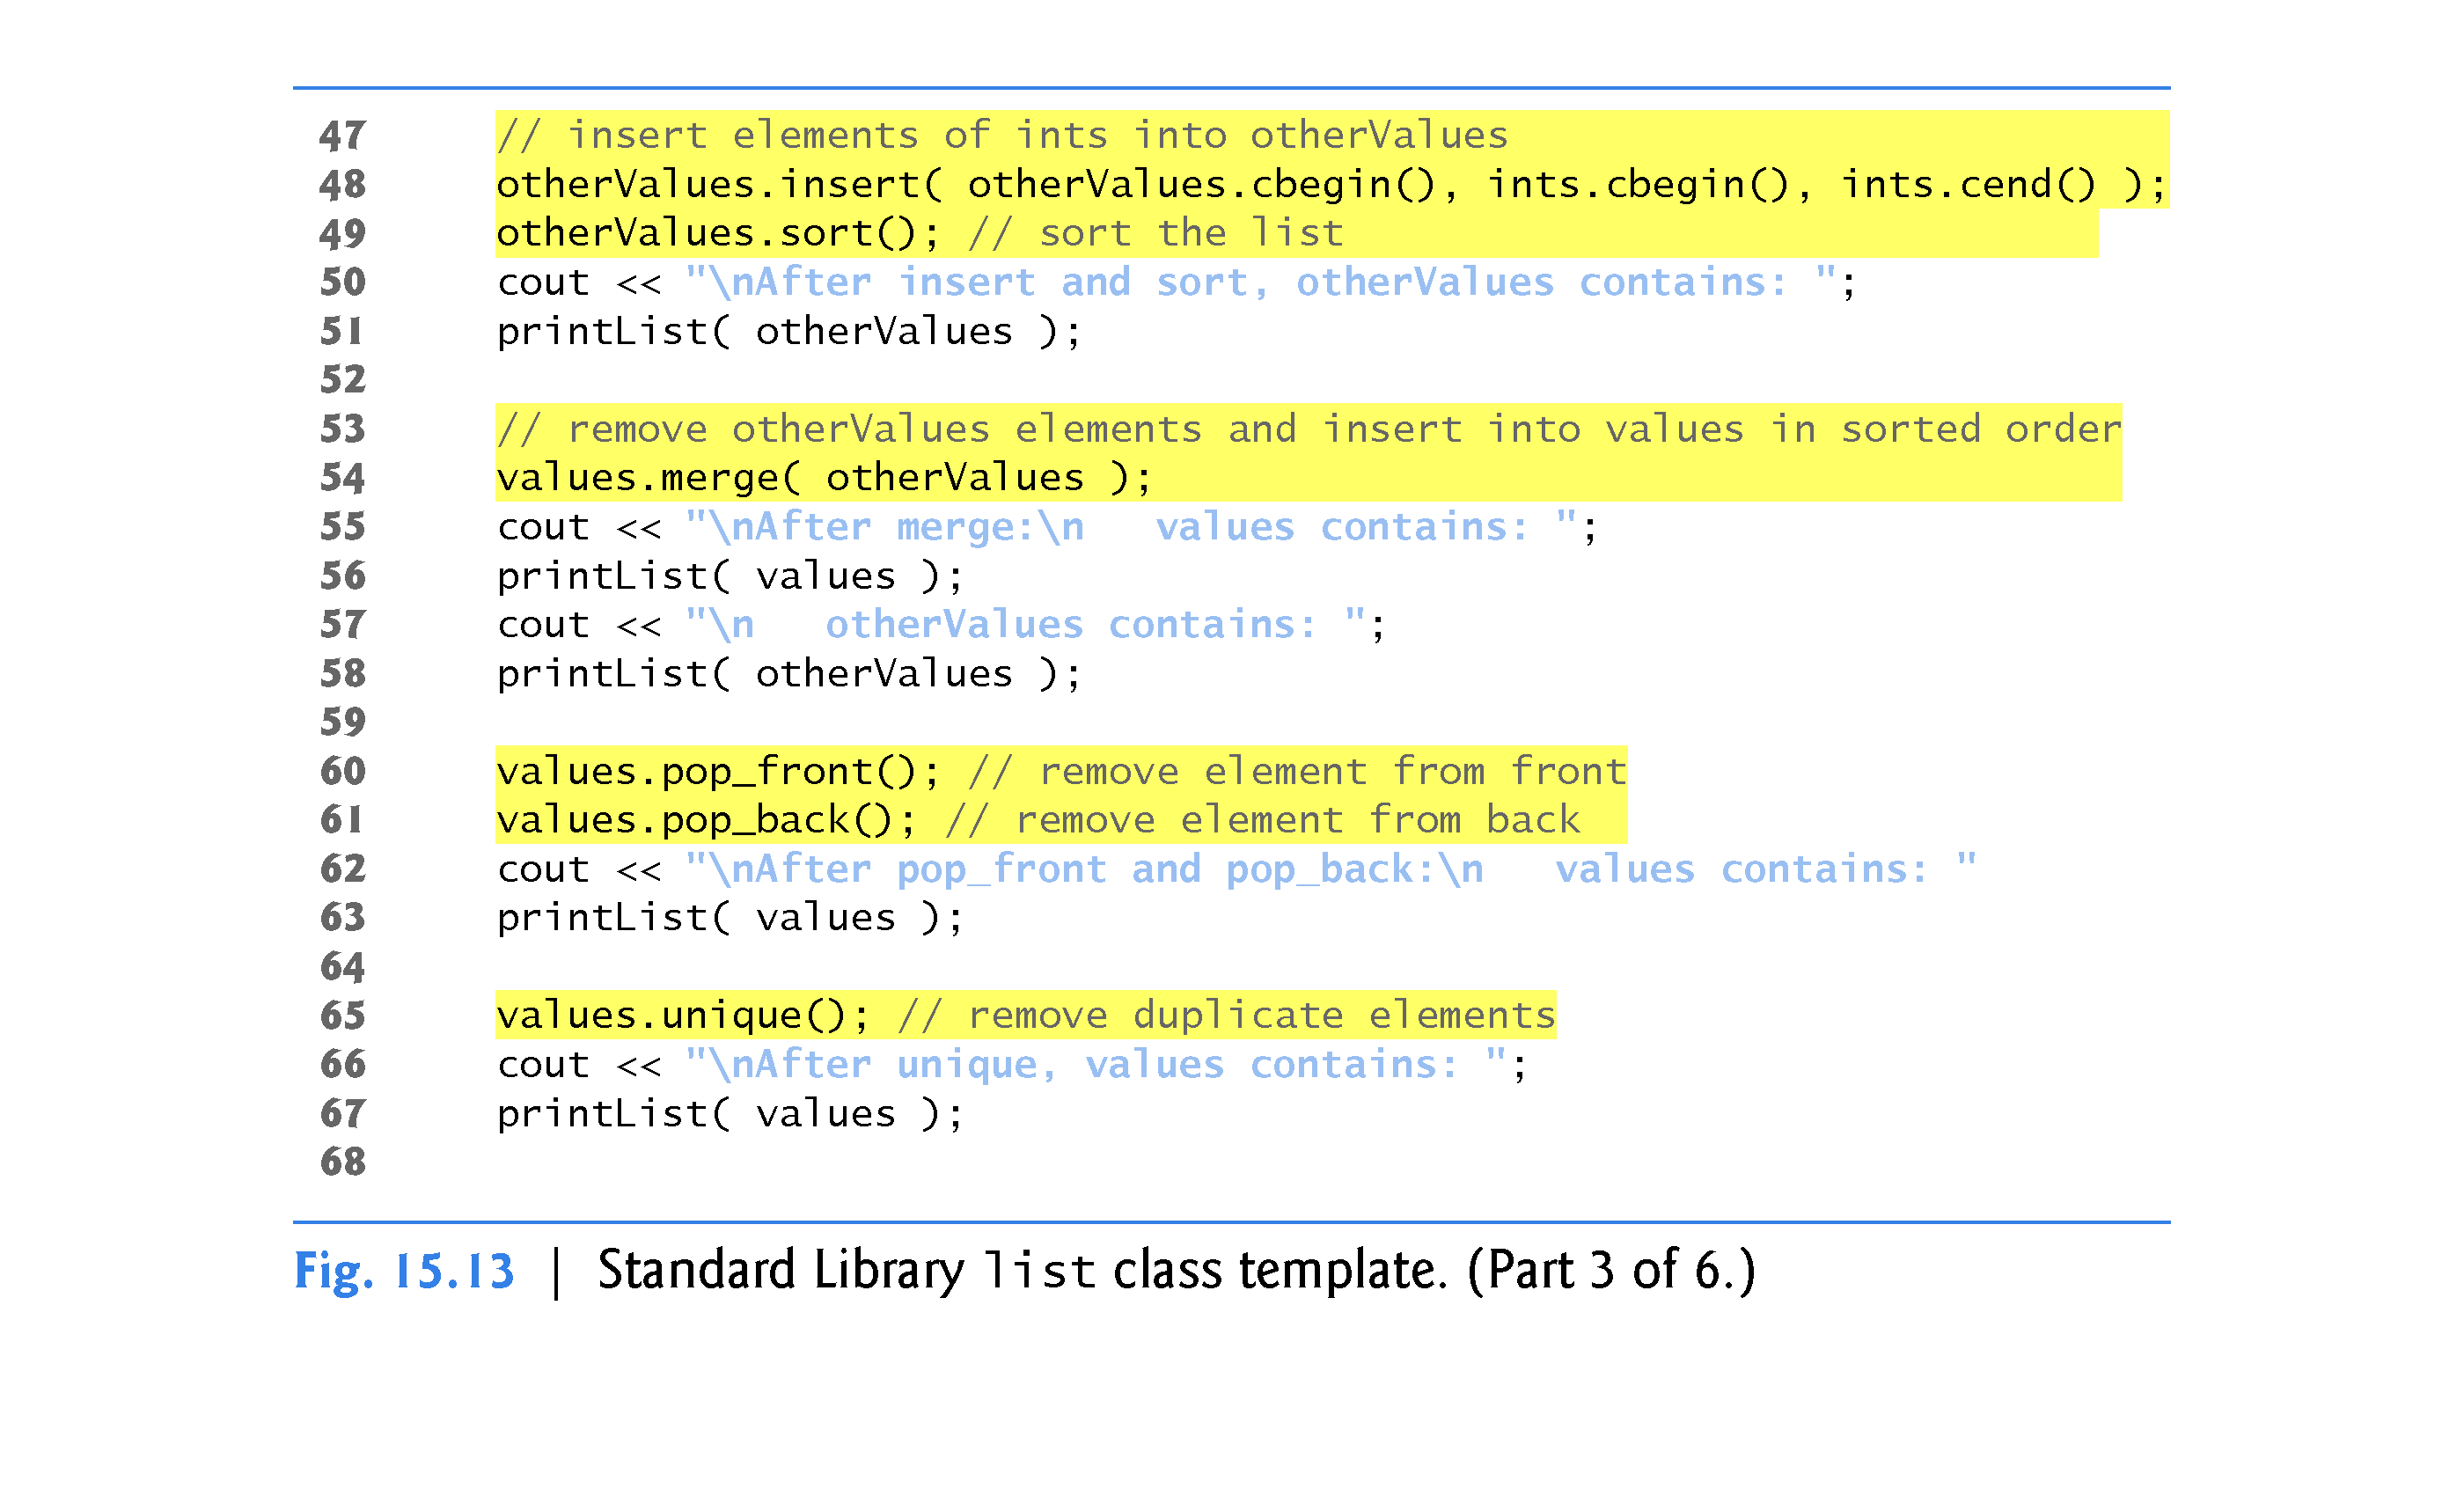 47 // insert elements of ints into otherValues
48 otherValues.insert( otherValues.cbegin(), ints.cbegin(), ints.cend() );
49 otherValues.sort(); // sort the list
50 cout << "\nAfter insert and sort, otherValues contains: ";
51 printList( otherValues );
52
53 // remove otherValues elements and insert into values in sorted order
54 values.merge( otherValues );
55 cout << "\nAfter merge:\n   values contains: ";
56 printList( values );
57 cout << "\n   otherValues contains: ";
58 printList( otherValues );
59
60 values.pop_front(); // remove element from front
61 values.pop_back(); // remove element from back
62 cout << "\nAfter pop_front and pop_back:\n   values contains: "
63 printList( values );
64
65 values.unique(); // remove duplicate elements
66 cout << "\nAfter unique, values contains: ";
67 printList( values );
68
Fig. 15.13 | Standard Library list class template. (Part 3 of 6.)